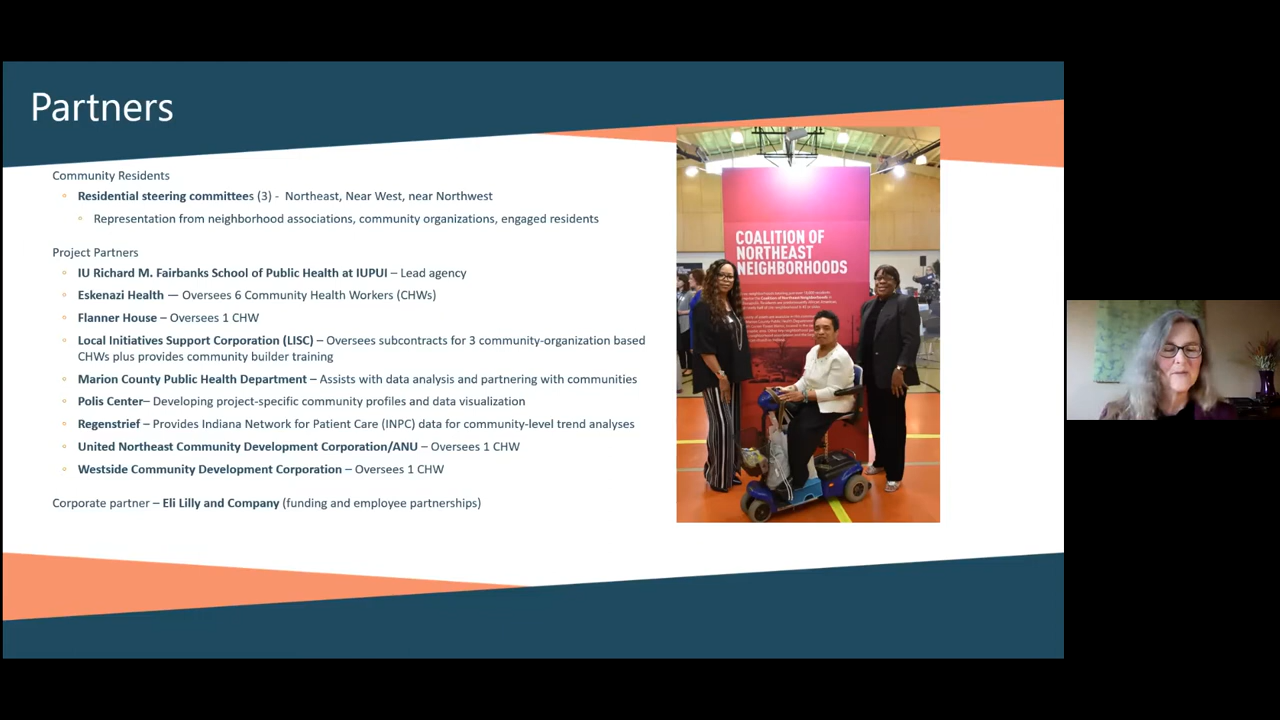 Partners
Community Residents
Residential steering committees (3) - Northeast, Near West, near Northwest
Representation from neighborhood associations, community organizations, engaged residents
Project Partners
IU Richard M. Fairbanks School of Public Health at IUPUI – Lead agency
Eskenazi Health — Oversees 6 Community Health Workers (CHWs)
Flanner House – Oversees 1 CHW
Local Initiatives Support Corporation (LISC) – Oversees subcontracts for 3 community-organization based
CHWs plus provides community builder training
Marion County Public Health Department – Assists with data analysis and partnering with communities
Polis Center– Developing project-specific community profiles and data visualization
Regenstrief – Provides Indiana Network for Patient Care (INPC) data for community-level trend analyses
United Northeast Community Development Corporation/ANU – Oversees 1 CHW
Westside Community Development Corporation – Oversees 1 CHW
Corporate partner – Eli Lilly and Company (funding and employee partnerships)
COALITION OF
NORTHEAST
NEIGHBORHOODS